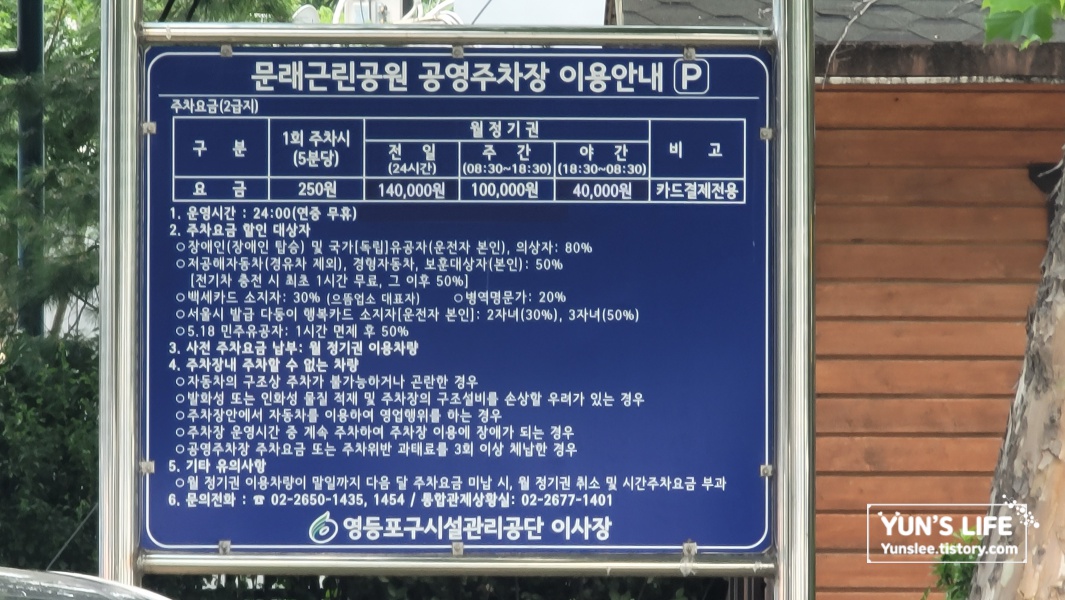 문래근린공원 공영주차장 이용안내 P
주차요금(2급지)
구 분 1회 주차시 (5분당) 월정기권 비 고
전 일 (24시간) 주 간 (08:30~18:30) 야 간 (18:30~08:30)
요 금 250원 140,000원 100,000원 40,000원 카드결제전용
1. 운영시간 : 24:00(연중 무휴)
2. 주차요금 할인 대상자
○장애인(장애인 탑승) 및 국가[독립]유공자(운전자 본인), 의상자: 80%
○저공해자동차(경유차 제외), 경형자동차, 보훈대상자(본인): 50%
[전기차 충전 시 최초 1시간 무료, 그 이후 50%]
○백세카드 소지자: 30% (으뜸업소 대표자) ○병역명문가: 20%
○서울시 발급 다둥이 행복카드 소지자[운전자 본인]: 2자녀(30%), 3자녀(50%)
○5.18 민주유공자: 1시간 면제 후 50%
3. 사전 주차요금 납부: 월 정기권 이용차량
4. 주차장내 주차할 수 없는 차량
○자동차의 구조상 주차가 불가능하거나 곤란한 경우
○발화성 또는 인화성 물질 적재 및 주차장의 구조설비를 손상할 우려가 있는 경우
○주차장안에서 자동차를 이용하여 영업행위를 하는 경우
○주차장 운영시간 중 계속 주차하여 주차장 이용에 장애가 되는 경우
○공영주차장 주차요금 또는 주차위반 과태료를 3회 이상 체납한 경우
5. 기타 유의사항
○월 정기권 이용차량이 말일까지 다음 달 주차요금 미납 시, 월 정기권 취소 및 시간주차요금 부과
6. 문의전화 : ☎ 02-2650-1435, 1454 / 통합관제상황실: 02-2677-1401
영등포구시설관리공단 이사장
YUN'S LIFE
Yunslee.tistory.com